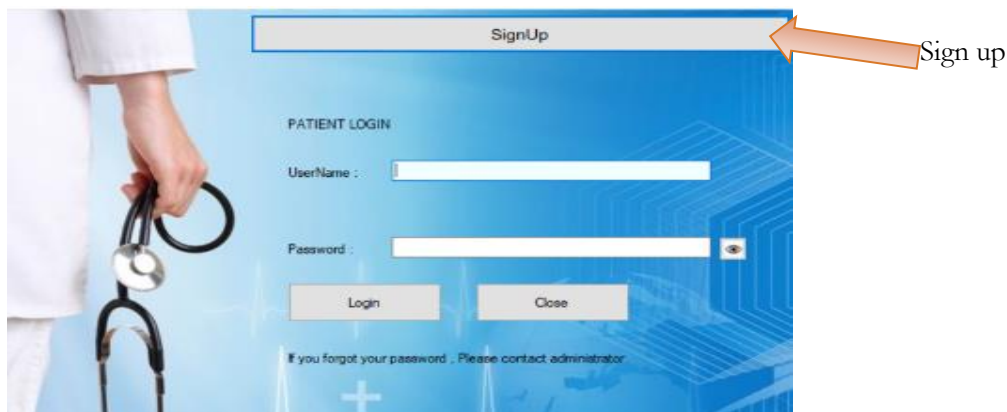 SignUp
Sign up
PATIENT LOGIN
UserName :
Password :
Login Close
If you forgot your password , Please contact administrator